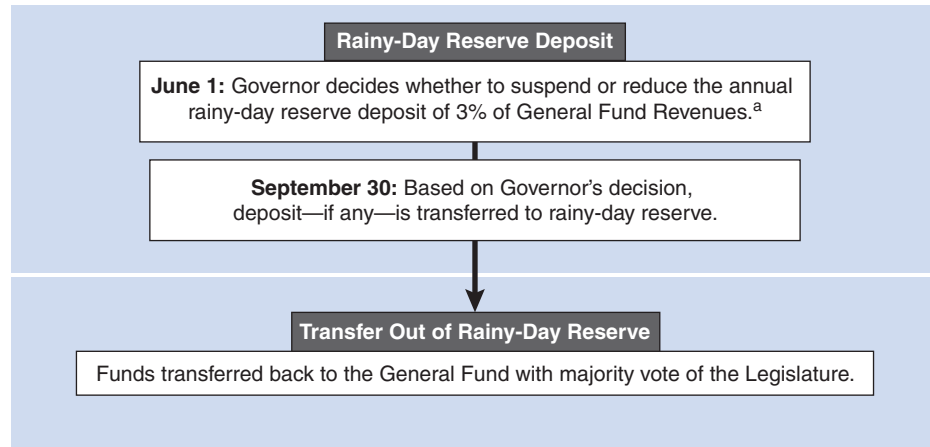 Rainy-Day Reserve Deposit
June 1: Governor decides whether to suspend or reduce the annual
rainy-day reserve deposit of 3% of General Fund Revenues.a
September 30: Based on Governor's decision,
deposit—if any—is transferred to rainy-day reserve.
Transfer Out of Rainy-Day Reserve
Funds transferred back to the General Fund with majority vote of the Legislature.